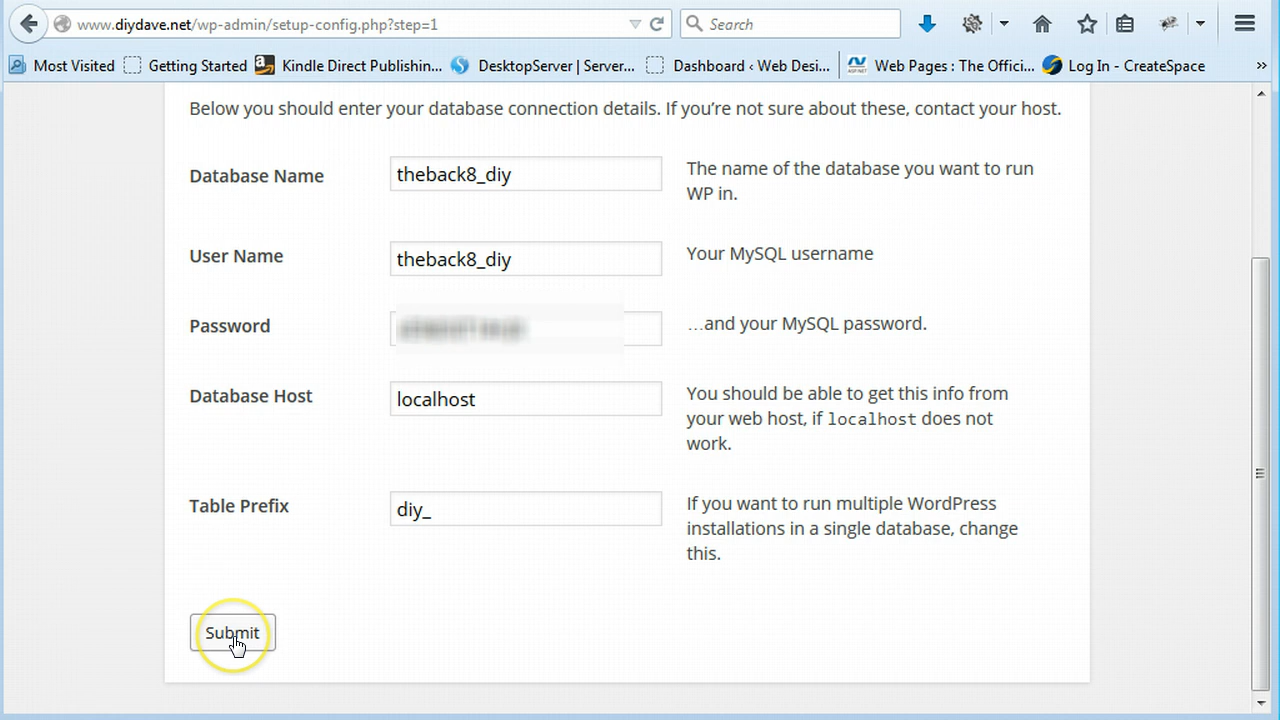 www.diydave.net/wp-admin/setup-config.php?step=1
Search
Most Visited
Getting Started
Kindle Direct Publishin...
DesktopServer | Server...
Dashboard ‹ Web Desi...
Web Pages : The Offici...
Log In - CreateSpace
»
Below you should enter your database connection details. If you’re not sure about these, contact your host.
Database Name
theback8_diy
The name of the database you want to run
WP in.
User Name
theback8_diy
Your MySQL username
Password
…and your MySQL password.
Database Host
localhost
You should be able to get this info from
your web host, if localhost does not
work.
Table Prefix
diy_
If you want to run multiple WordPress
installations in a single database, change
this.
Submit